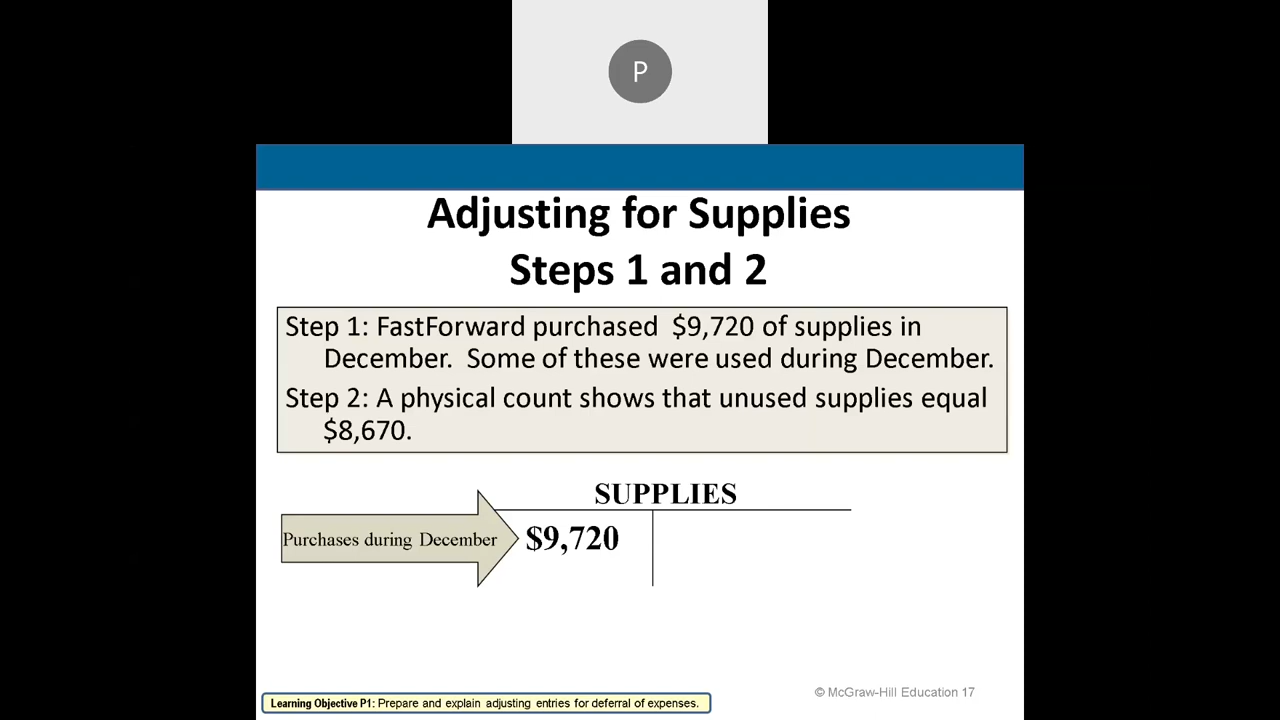 P
Adjusting for Supplies
Steps 1 and 2
Step 1: FastForward purchased $9,720 of supplies in
December. Some of these were used during December.
Step 2: A physical count shows that unused supplies equal
$8,670.
SUPPLIES
Purchases during December $9,720
© McGraw-Hill Education 17
Learning Objective P1: Prepare and explain adjusting entries for deferral of expenses.